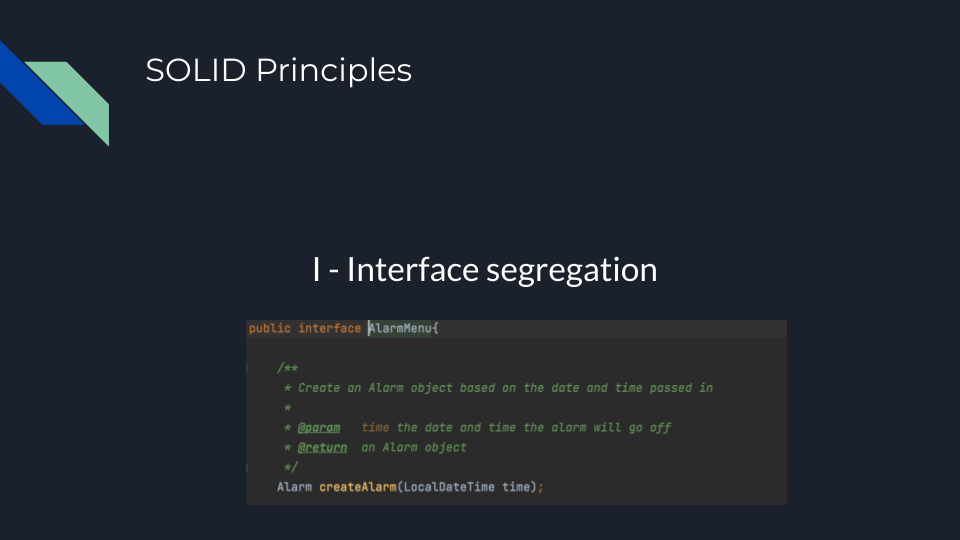 SOLID Principles
I - Interface segregation
public interface AlarmMenu{
/**
* Create an Alarm object based on the date and time passed in
*
* @param time the date and time the alarm will go off
* @return an Alarm object
*/
Alarm createAlarm(LocalDateTime time);